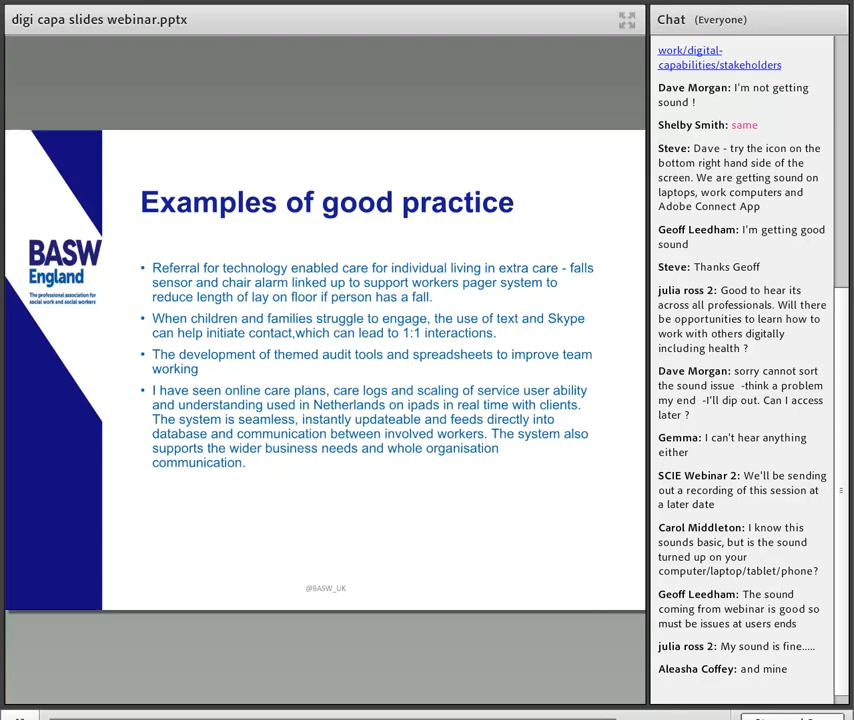 digi capa slides webinar.pptx
BASW
England
The professional association for
social work and social workers
Examples of good practice
• Referral for technology enabled care for individual living in extra care - falls
sensor and chair alarm linked up to support workers pager system to
reduce length of lay on floor if person has a fall.
• When children and families struggle to engage, the use of text and Skype
can help initiate contact,which can lead to 1:1 interactions.
• The development of themed audit tools and spreadsheets to improve team
working
• I have seen online care plans, care logs and scaling of service user ability
and understanding used in Netherlands on ipads in real time with clients.
The system is seamless, instantly updateable and feeds directly into
database and communication between involved workers. The system also
supports the wider business needs and whole organisation
communication.
@BASW_UK
Chat (Everyone)
work/digital-
capabilities/stakeholders
Dave Morgan: I'm not getting
sound !
Shelby Smith: same
Steve: Dave - try the icon on the
bottom right hand side of the
screen. We are getting sound on
laptops, work computers and
Adobe Connect App
Geoff Leedham: I'm getting good
sound
Steve: Thanks Geoff
julia ross 2: Good to hear its
across all professionals. Will there
be opportunities to learn how to
work with others digitally
including health ?
Dave Morgan: sorry cannot sort
the sound issue -think a problem
my end -I'll dip out. Can I access
later ?
Gemma: I can't hear anything
either
SCIE Webinar 2: We'll be sending
out a recording of this session at
a later date
Carol Middleton: I know this
sounds basic, but is the sound
turned up on your
computer/laptop/tablet/phone?
Geoff Leedham: The sound
coming from webinar is good so
must be issues at users ends
julia ross 2: My sound is fine.....
Aleasha Coffey: and mine